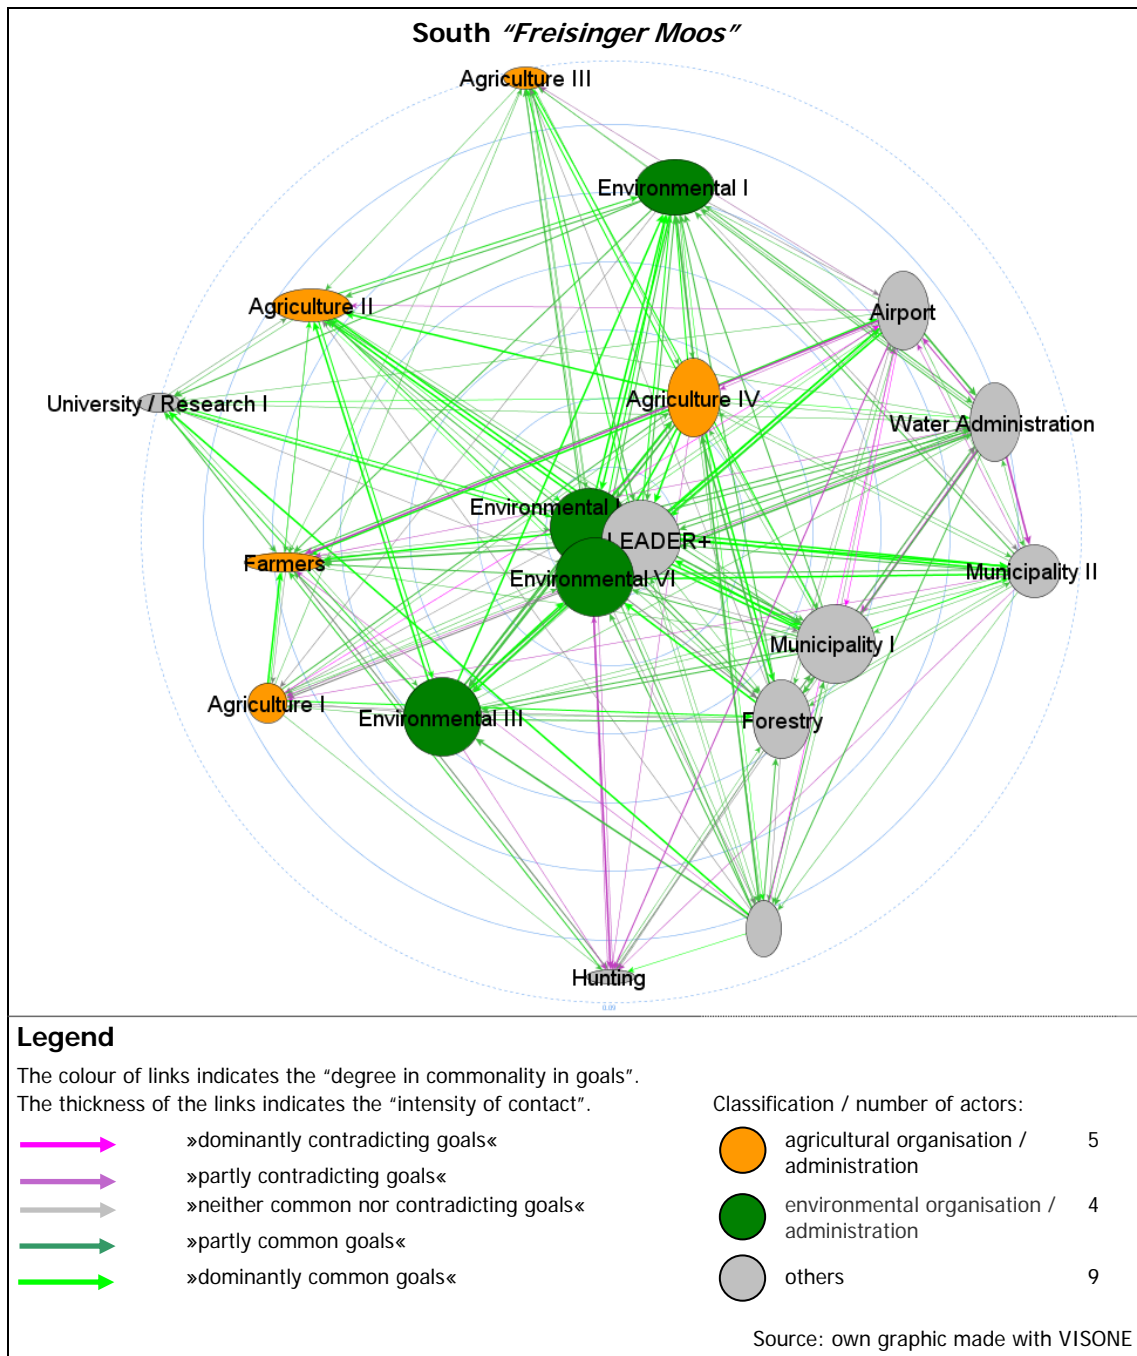 South "Freisinger Moos"
Agriculture III
Environmental I
Agriculture II
Airport
University / Research I
Agriculture IV
Water Administration
Environmental
LEADER+
Farmers
Environmental VI
Municipality II
Municipality I
Agriculture I
Environmental III
Forestry
Hunting
0.09
Legend
The colour of links indicates the "degree in commonality in goals".
The thickness of the links indicates the "intensity of contact".
Classification / number of actors:
»dominantly contradicting goals«
»partly contradicting goals«
»neither common nor contradicting goals«
»partly common goals«
»dominantly common goals«
agricultural organisation / 5
administration
environmental organisation / 4
administration
others 9
Source: own graphic made with VISONE